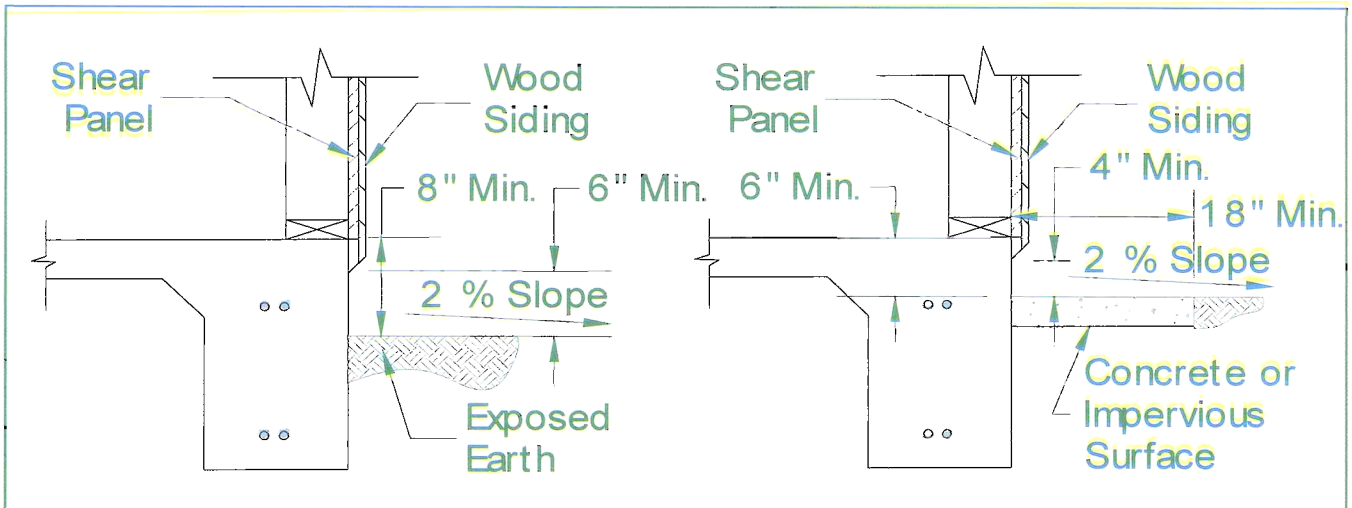 Shear
Panel
Wood
Siding
8" Min.
6" Min.
2 % Slope
Exposed
Earth
Shear
Panel
Wood
Siding
6" Min.
4" Min.
18" Min.
2 % Slope
Concrete or
Impervious
Surface